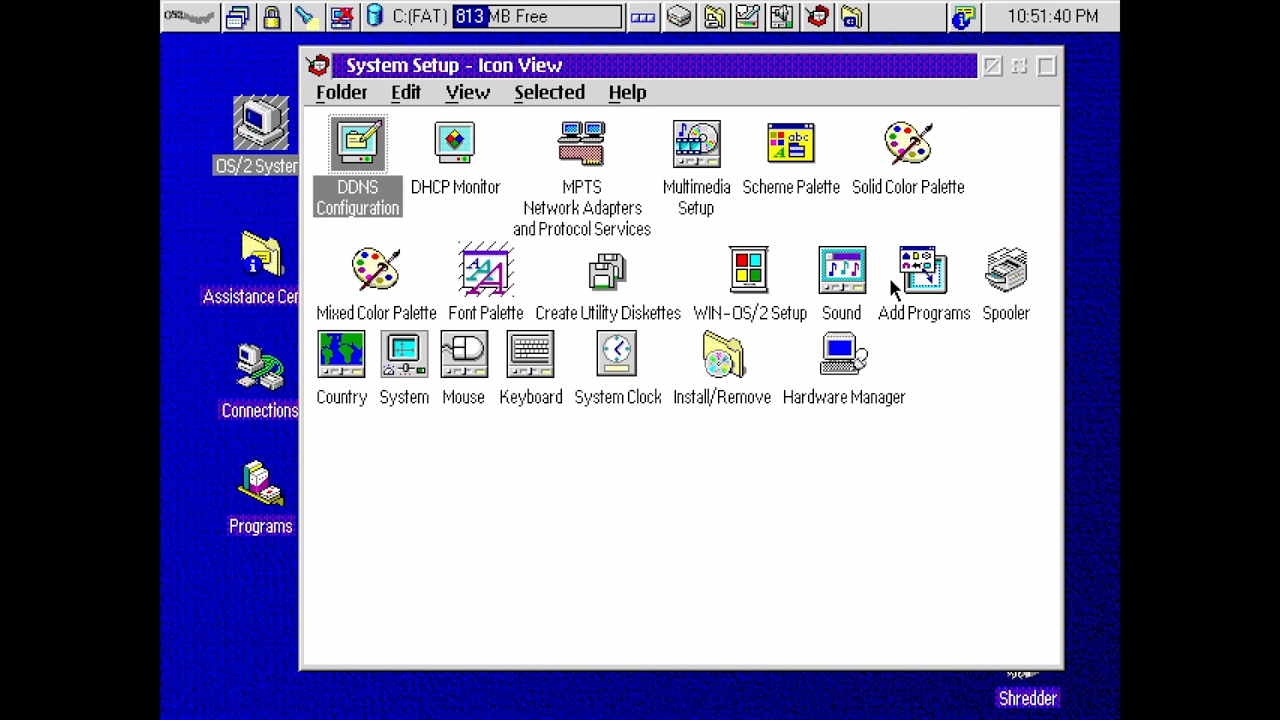 C:(FAT) 813 MB Free
10:51:40 PM
System Setup - Icon View
Folder Edit View Selected Help
OS/2 System
Assistance Cen
Connections
Programs
DDNS
Configuration
DHCP Monitor
MPTS
Network Adapters
and Protocol Services
Multimedia
Setup
Scheme Palette
Solid Color Palette
Mixed Color Palette
Font Palette
Create Utility Diskettes
WIN-OS/2 Setup
Sound
Add Programs
Spooler
Country
System
Mouse
Keyboard
System Clock
Install/Remove
Hardware Manager
Shredder